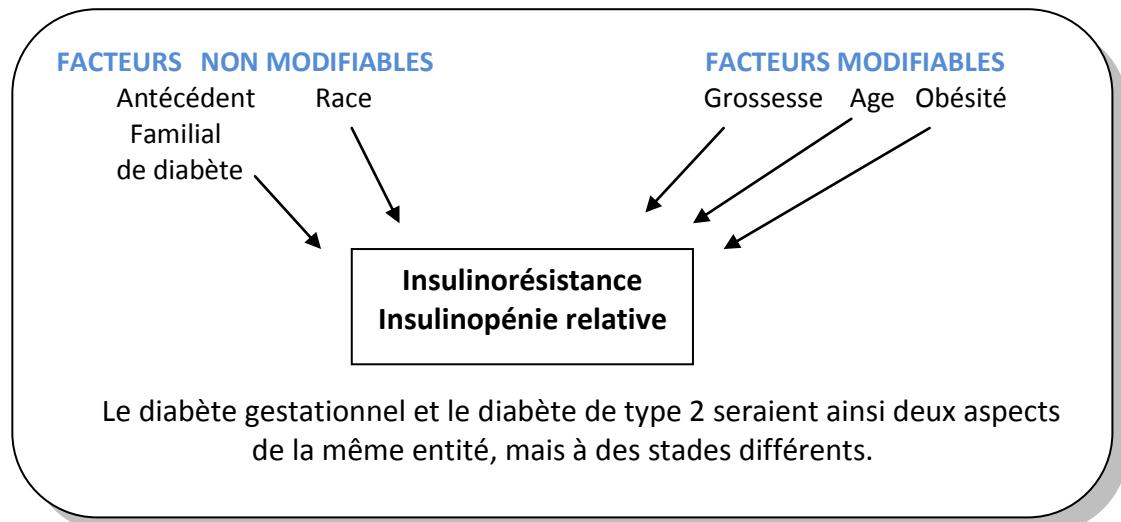 FACTEURS NON MODIFIABLES
Antécédent Race
Familial
de diabète
FACTEURS MODIFIABLES
Grossesse Age Obésité
Insulinorésistance
Insulinopénie relative
Le diabète gestationnel et le diabète de type 2 seraient ainsi deux aspects
de la même entité, mais à des stades différents.